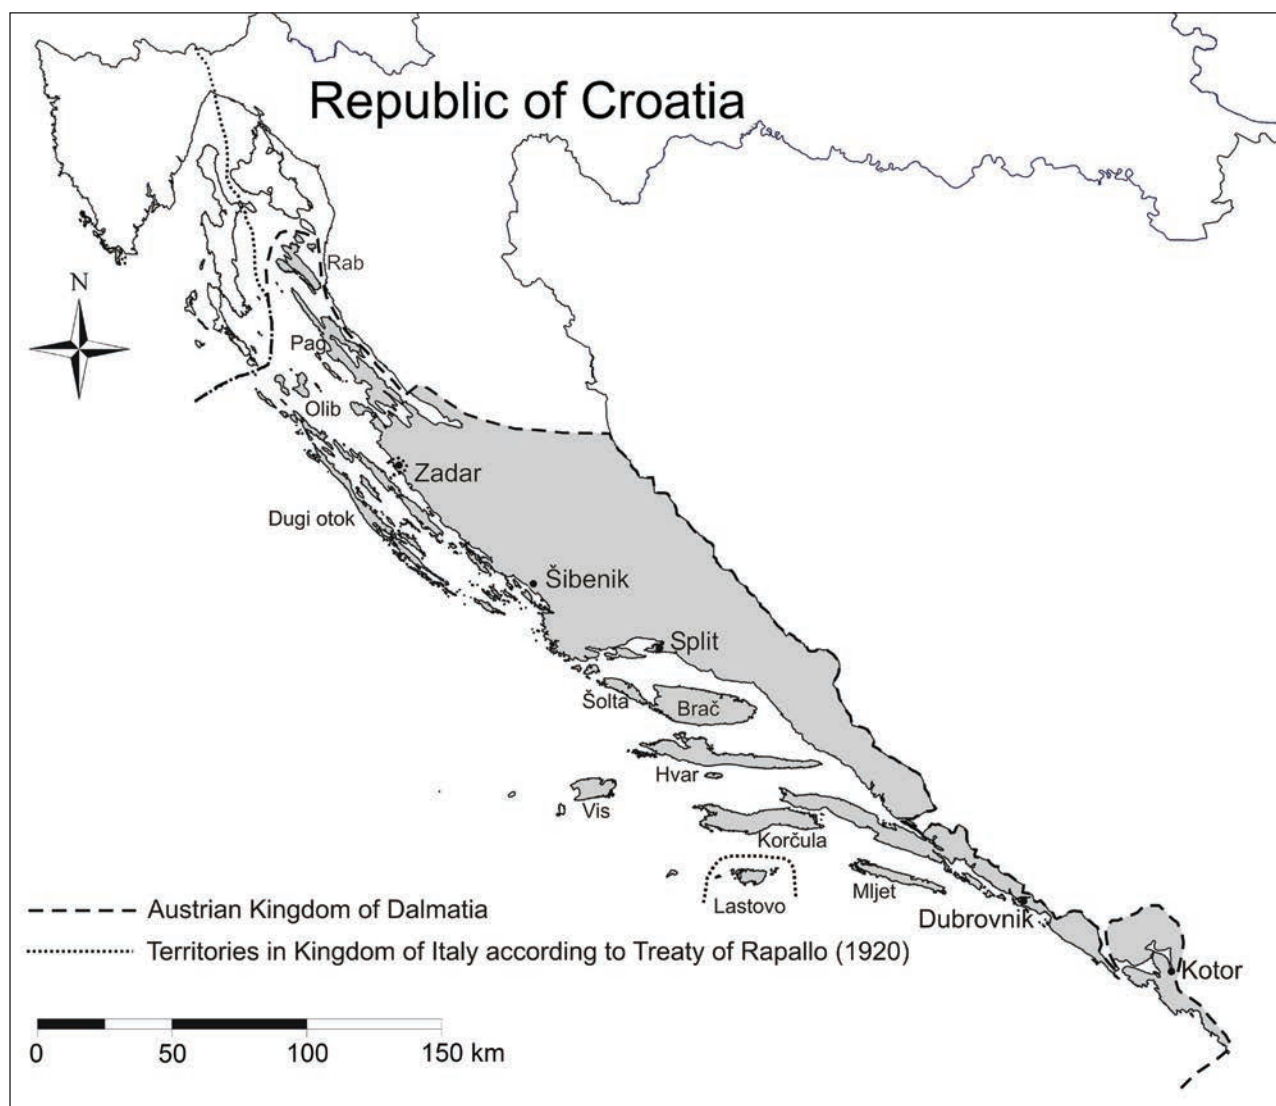 Republic of Croatia
N
Rab
Pag
Olib
Zadar
Dugi otok
Šibenik
Split
Šolta
Brač
Hvar
Vis
Korčula
Mljet
Lastovo
Dubrovnik
Kotor
Austrian Kingdom of Dalmatia
Territories in Kingdom of Italy according to Treaty of Rapallo (1920)
0 50 100 150 km